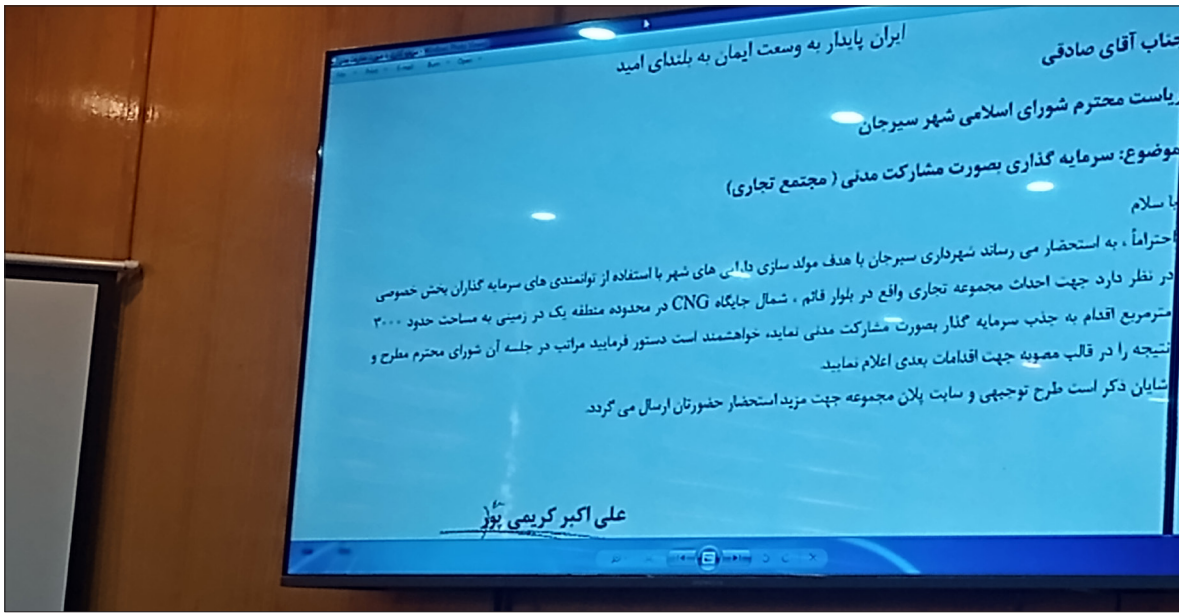 File Print E-mail Burn Open
ایران پایدار به وسعت ایمان به بلندای امید
جناب آقای صادقی
ریاست محترم شورای اسلامی شهر سیرجان
موضوع: سرمایه گذاری بصورت مشارکت مدنی ( مجتمع تجاری)
با سلام
احتراماً ، به استحضار می رساند شهرداری سیرجان با هدف مولد سازی دارایی های شهر با استفاده از توانمندی های سرمایه گذاران بخش خصوصی
در نظر دارد جهت احداث مجموعه تجاری واقع در بلوار قائم ، شمال جایگاه CNG در محدوده منطقه یک در زمینی به مساحت حدود ۳۰۰۰
مترمربع اقدام به جذب سرمایه گذار بصورت مشارکت مدنی نماید، خواهشمند است دستور فرمایید مراتب در جلسه آن شورای محترم مطرح و
نتیجه را در قالب مصوبه جهت اقدامات بعدی اعلام نمایید.
شایان ذکر است طرح توجیهی و سایت پلان مجموعه جهت مزید استحضار حضورتان ارسال می گردد.
علی اکبر کریمی پور